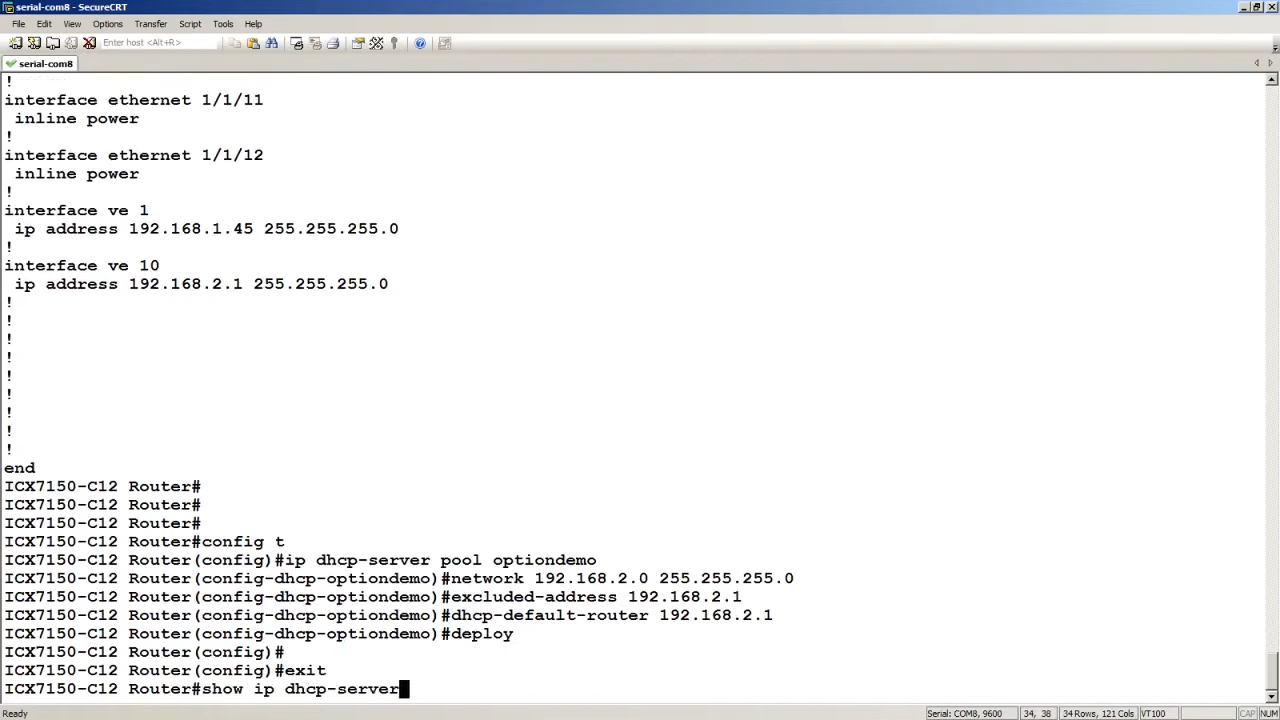 serial-com8 - SecureCRT
File Edit View Options Transfer Script Tools Help
Enter host <Alt+R>
serial-com8
!
interface ethernet 1/1/11
 inline power
!
interface ethernet 1/1/12
 inline power
!
interface ve 1
 ip address 192.168.1.45 255.255.255.0
!
interface ve 10
 ip address 192.168.2.1 255.255.255.0
!
!
!
!
!
!
!
!
!
end
ICX7150-C12 Router#
ICX7150-C12 Router#
ICX7150-C12 Router#
ICX7150-C12 Router#config t
ICX7150-C12 Router(config)#ip dhcp-server pool optiondemo
ICX7150-C12 Router(config-dhcp-optiondemo)#network 192.168.2.0 255.255.255.0
ICX7150-C12 Router(config-dhcp-optiondemo)#excluded-address 192.168.2.1
ICX7150-C12 Router(config-dhcp-optiondemo)#dhcp-default-router 192.168.2.1
ICX7150-C12 Router(config-dhcp-optiondemo)#deploy
ICX7150-C12 Router(config)#
ICX7150-C12 Router(config)#exit
ICX7150-C12 Router#show ip dhcp-server
Ready Serial: COM8, 9600 34, 38 34 Rows, 121 Cols VT100 CAP NUM